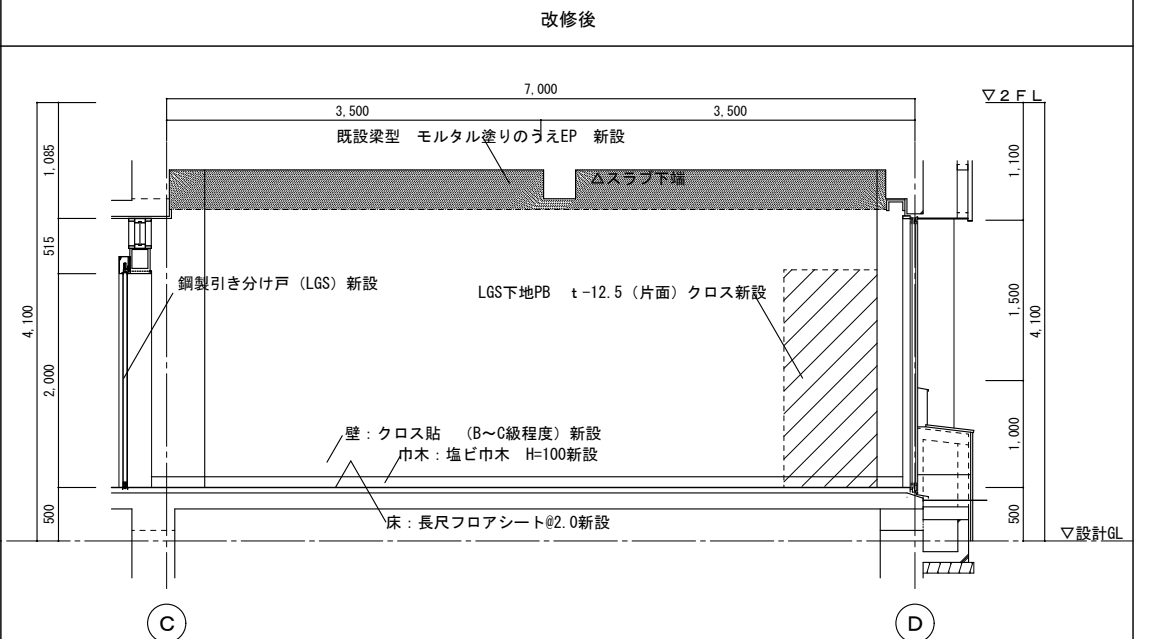 改修後
7,000
▽2FL
3,500
3,500
既設梁型　モルタル塗りのうえEP　新設
1,085
1,100
△スラブ下端
515
鋼製引き分け戸（LGS）新設
LGS下地PB　ｔ-12.5（片面）クロス新設
1,500
4,100
4,100
2,000
壁：クロス貼　（B～C級程度）新設
1,000
巾木：塩ビ巾木　H=100新設
500
床：長尺フロアシート@2.0新設
500
▽設計GL
C
D